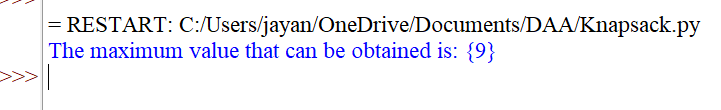 >>>
= RESTART: C:/Users/jayan/OneDrive/Documents/DAA/Knapsack.py
The maximum value that can be obtained is: {9}
>>>